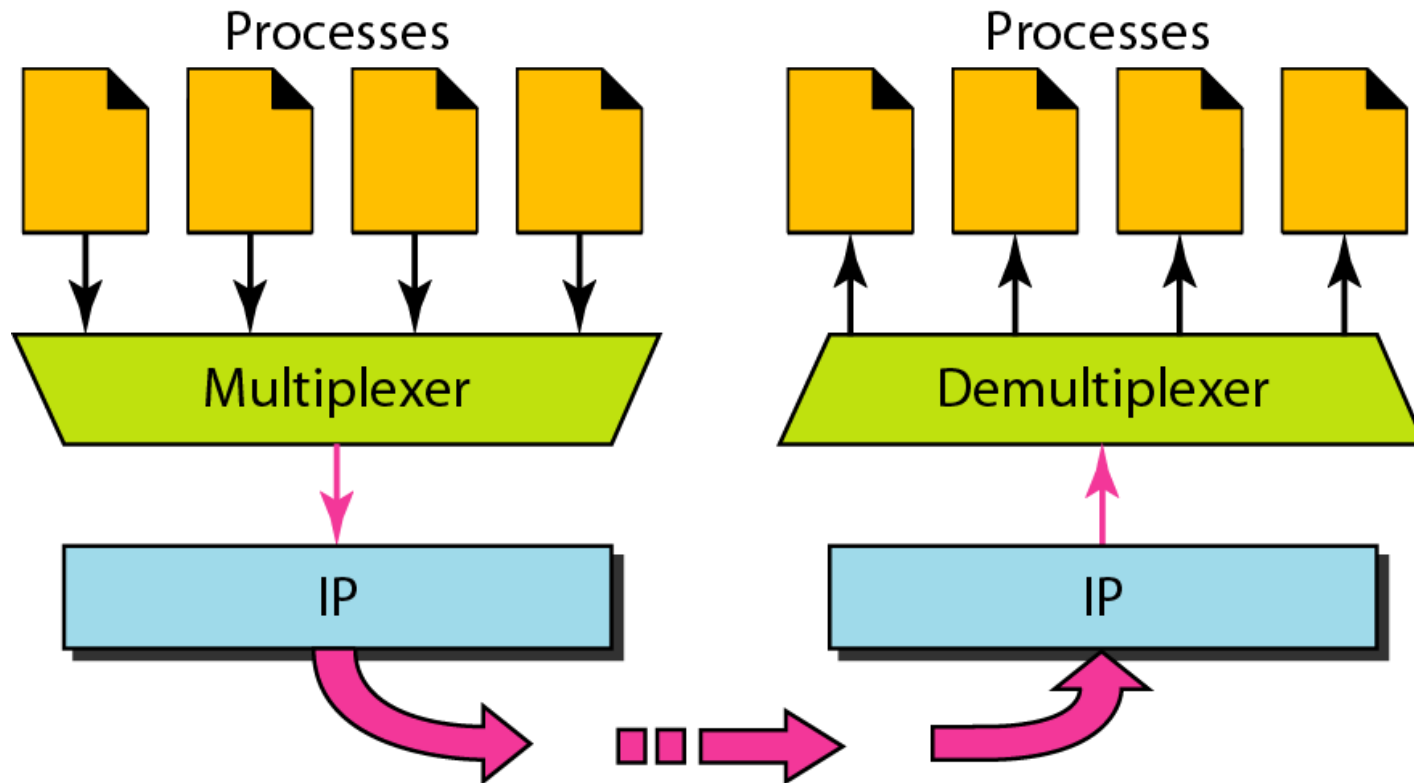 Processes
Processes
Multiplexer
Demultiplexer
IP
IP